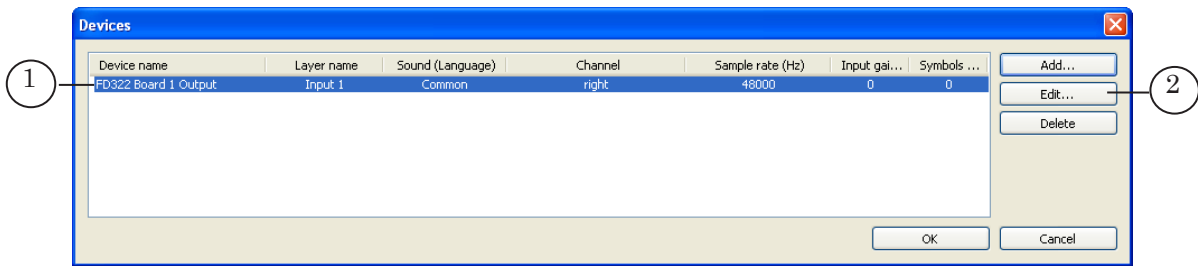 Devices
Device name Layer name Sound (Language) Channel Sample rate (Hz) Input gai... Symbols ... Add...
1 FD322 Board 1 Output Input 1 Common right 48000 0 0 Edit... 2
Delete
OK Cancel